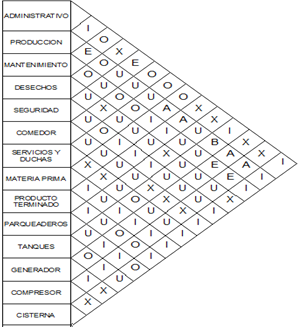 ADMINISTRATIVO
PRODUCCION
MANTENIMIENTO
DESECHOS
SEGURIDAD
COMEDOR
SERVICIOS Y
DUCHAS
MATERIA PRIMA
PRODUCTO
TERMINADO
PARQUEADEROS
TANQUES
GENERADOR
COMPRESOR
CISTERNA
I
O
E X
O E
O U O
U U O
U O U O
X O A X
U U I A X
O U I U I
U I U X U B X
I U X U A X
X U I I U E A I
X U U U E I
I U X U U X
U O X U X
I I U X I
U I U I
U O I I
I O I
O I I
I O
I U
X
X